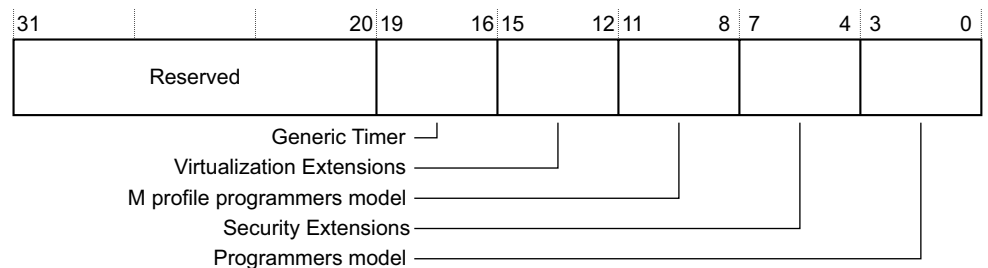 31 20 19 16 15 12 11 8 7 4 3 0
Reserved
Generic Timer
Virtualization Extensions
M profile programmers model
Security Extensions
Programmers model